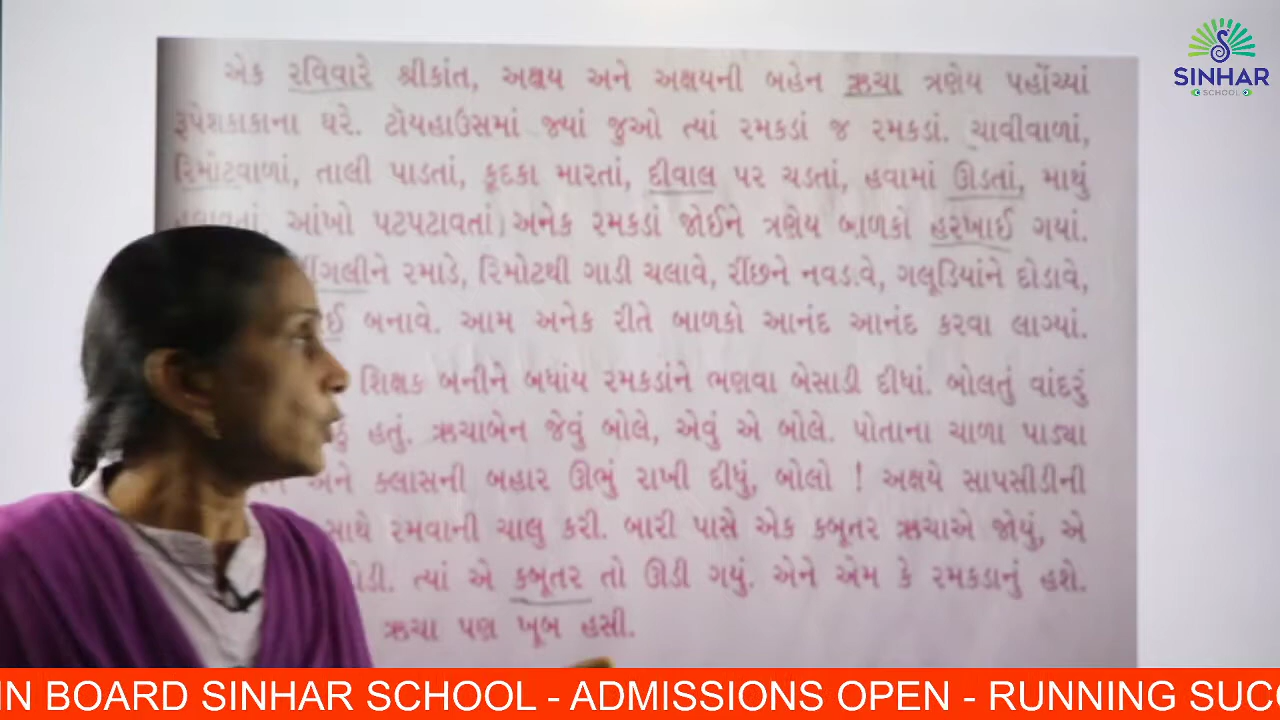 એક રવિવારે શ્રીકાંત, અક્ષય અને અક્ષયની બહેન ઋચા ત્રણેય પહોંચ્યાં
રૂપેશકાકાના ઘરે. ટૉયહાઉસમાં જ્યાં જુઓ ત્યાં રમકડાં જ રમકડાં. ચાવીવાળાં,
રિમોટવાળાં, તાલી પાડતાં, કૂદકા મારતાં, દીવાલ પર ચડતાં, હવામાં ઊડતાં, માથું
હલાવતાં, આંખો પટપટાવતાં અનેક રમકડાં જોઈને ત્રણેય બાળકો હરખાઈ ગયાં.
ઢીંગલીને રમાડે, રિમોટથી ગાડી ચલાવે, રીંછને નવડાવે, ગલૂડિયાંને દોડાવે,
બનાવે. આમ અનેક રીતે બાળકો આનંદ આનંદ કરવા લાગ્યાં.
શિક્ષક બનીને બધાંય રમકડાંને ભણવા બેસાડી દીધાં. બોલતું વાંદરું
હતું. ઋચાબેન જેવું બોલે, એવું એ બોલે. પોતાના ચાળા પાડ્યા
અને ક્લાસની બહાર ઊભું રાખી દીધું, બોલો ! અક્ષયે સાપસીડીની
સાથે રમવાની ચાલુ કરી. બારી પાસે એક કબૂતર ઋચાએ જોયું, એ
ત્યાં એ કબૂતર તો ઊડી ગયું. એને એમ કે રમકડાનું હશે.
ઋચા પણ ખૂબ હસી.
SINHAR
SCHOOL
IN BOARD SINHAR SCHOOL - ADMISSIONS OPEN - RUNNING SUCC